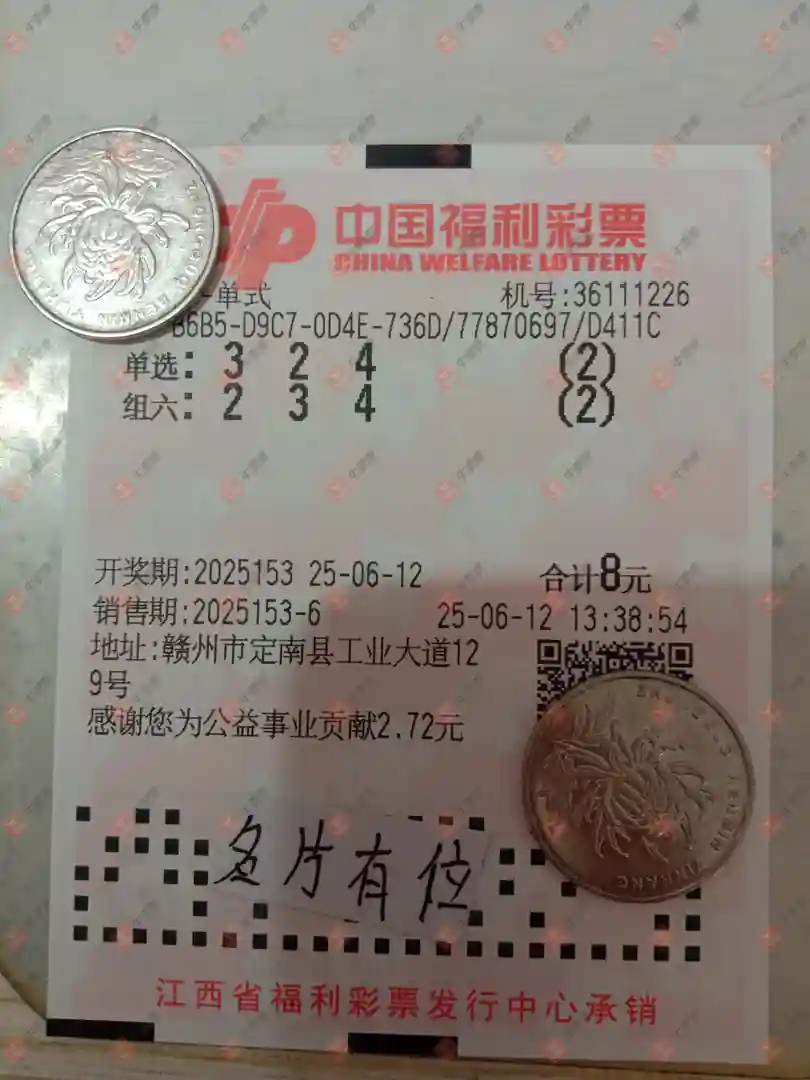 中国福利彩票
CHINA WELFARE LOTTERY
-单式 机号:36111226
B6B5-D9C7-0D4E-736D/77870697/D411C
单选: 3 2 4 (2)
组六: 2 3 4 (2)
开奖期:2025153 25-06-12 合计8元
销售期:2025153-6 25-06-12 13:38:54
地址:赣州市定南县工业大道12
9号
感谢您为公益事业贡献2.72元
名片有位
江西省福利彩票发行中心承销